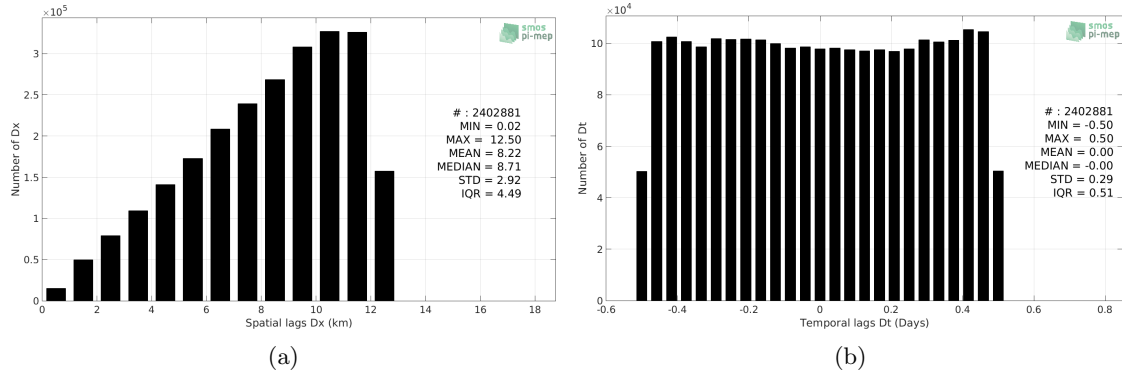 ×10⁵
3
2.5
2
1.5
1
0.5
0
Number of Dx
0 2 4 6 8 10 12 14 16 18
Spatial lags Dx (km)
smos
pi-mep
# : 2402881
MIN = 0.02
MAX = 12.50
MEAN = 8.22
MEDIAN = 8.71
STD = 2.92
IQR = 4.49
(a)
×10⁴
10
8
6
4
2
0
Number of Dt
-0.6 -0.4 -0.2 0 0.2 0.4 0.6 0.8
Temporal lags Dt (Days)
smos
pi-mep
# : 2402881
MIN = -0.50
MAX = 0.50
MEAN = 0.00
MEDIAN = -0.00
STD = 0.29
IQR = 0.51
(b)